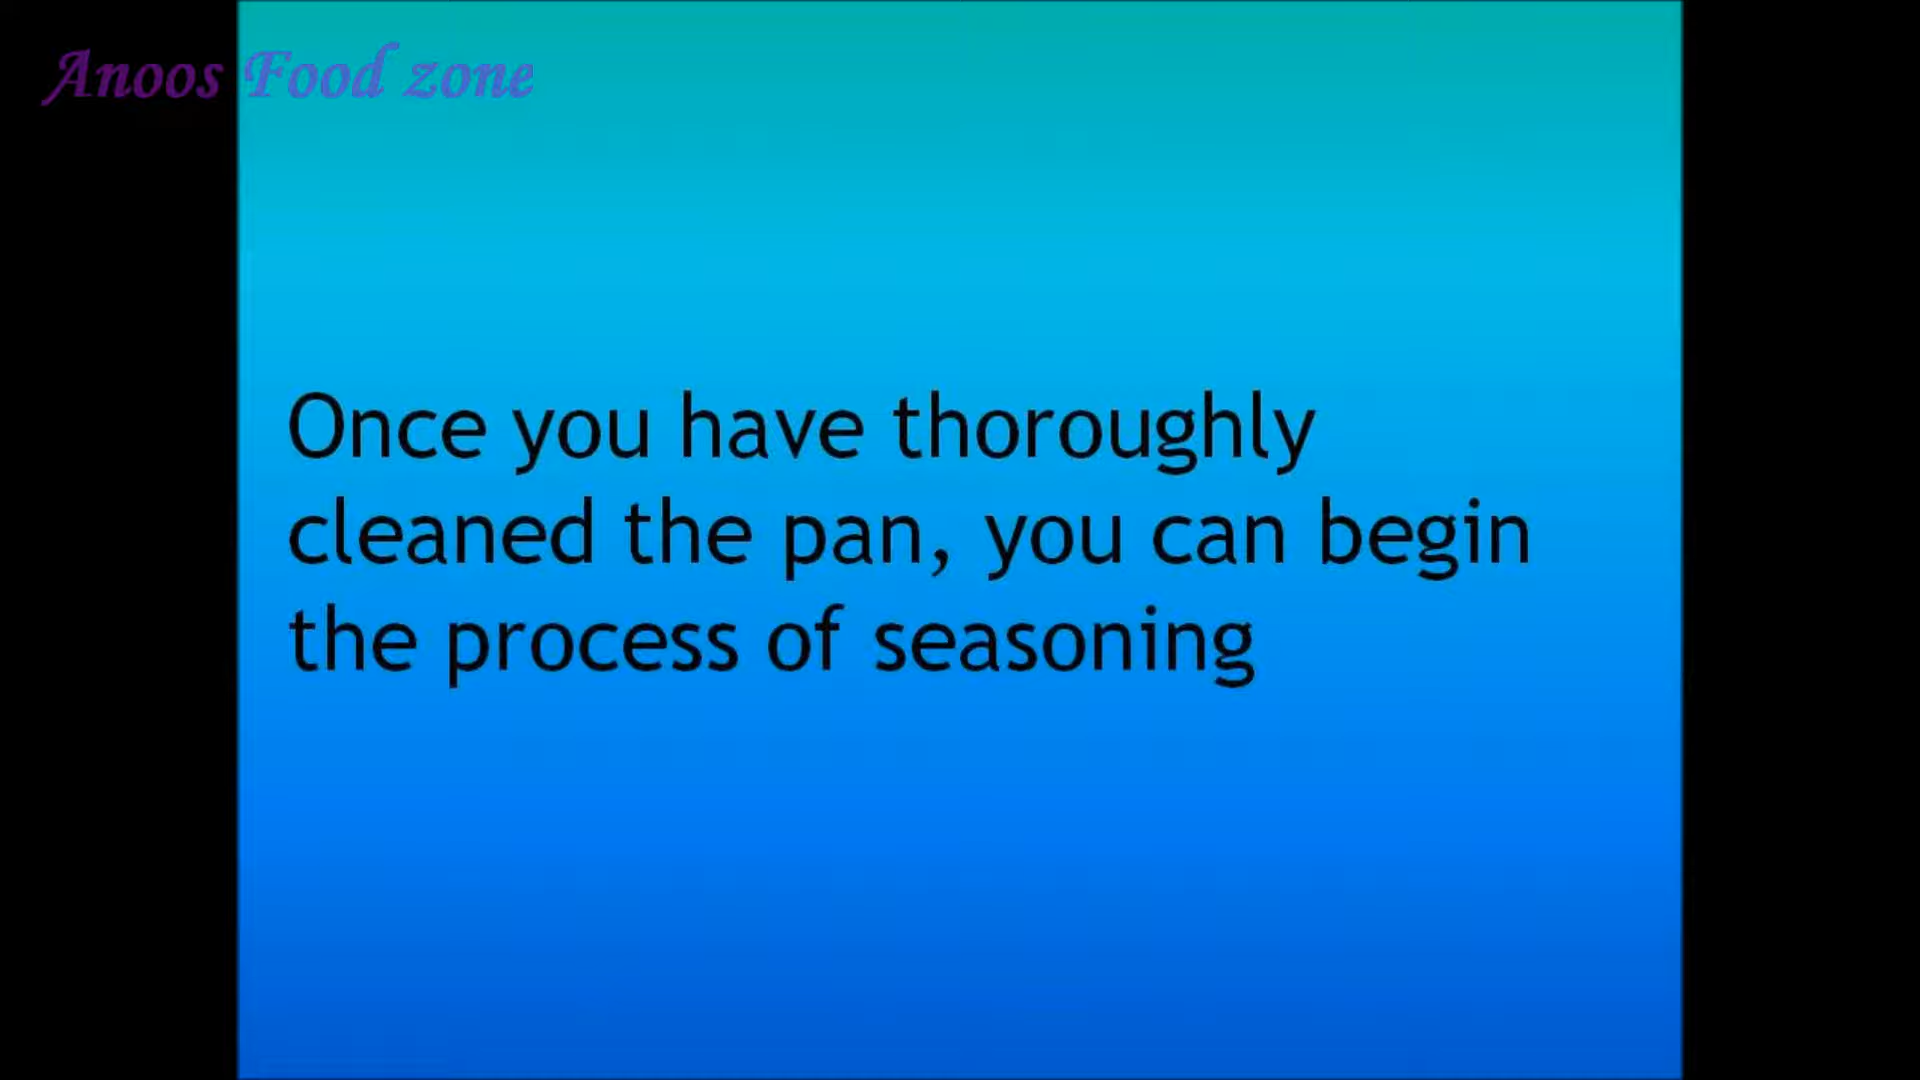 Anoos Food zone
Once you have thoroughly
cleaned the pan, you can begin
the process of seasoning